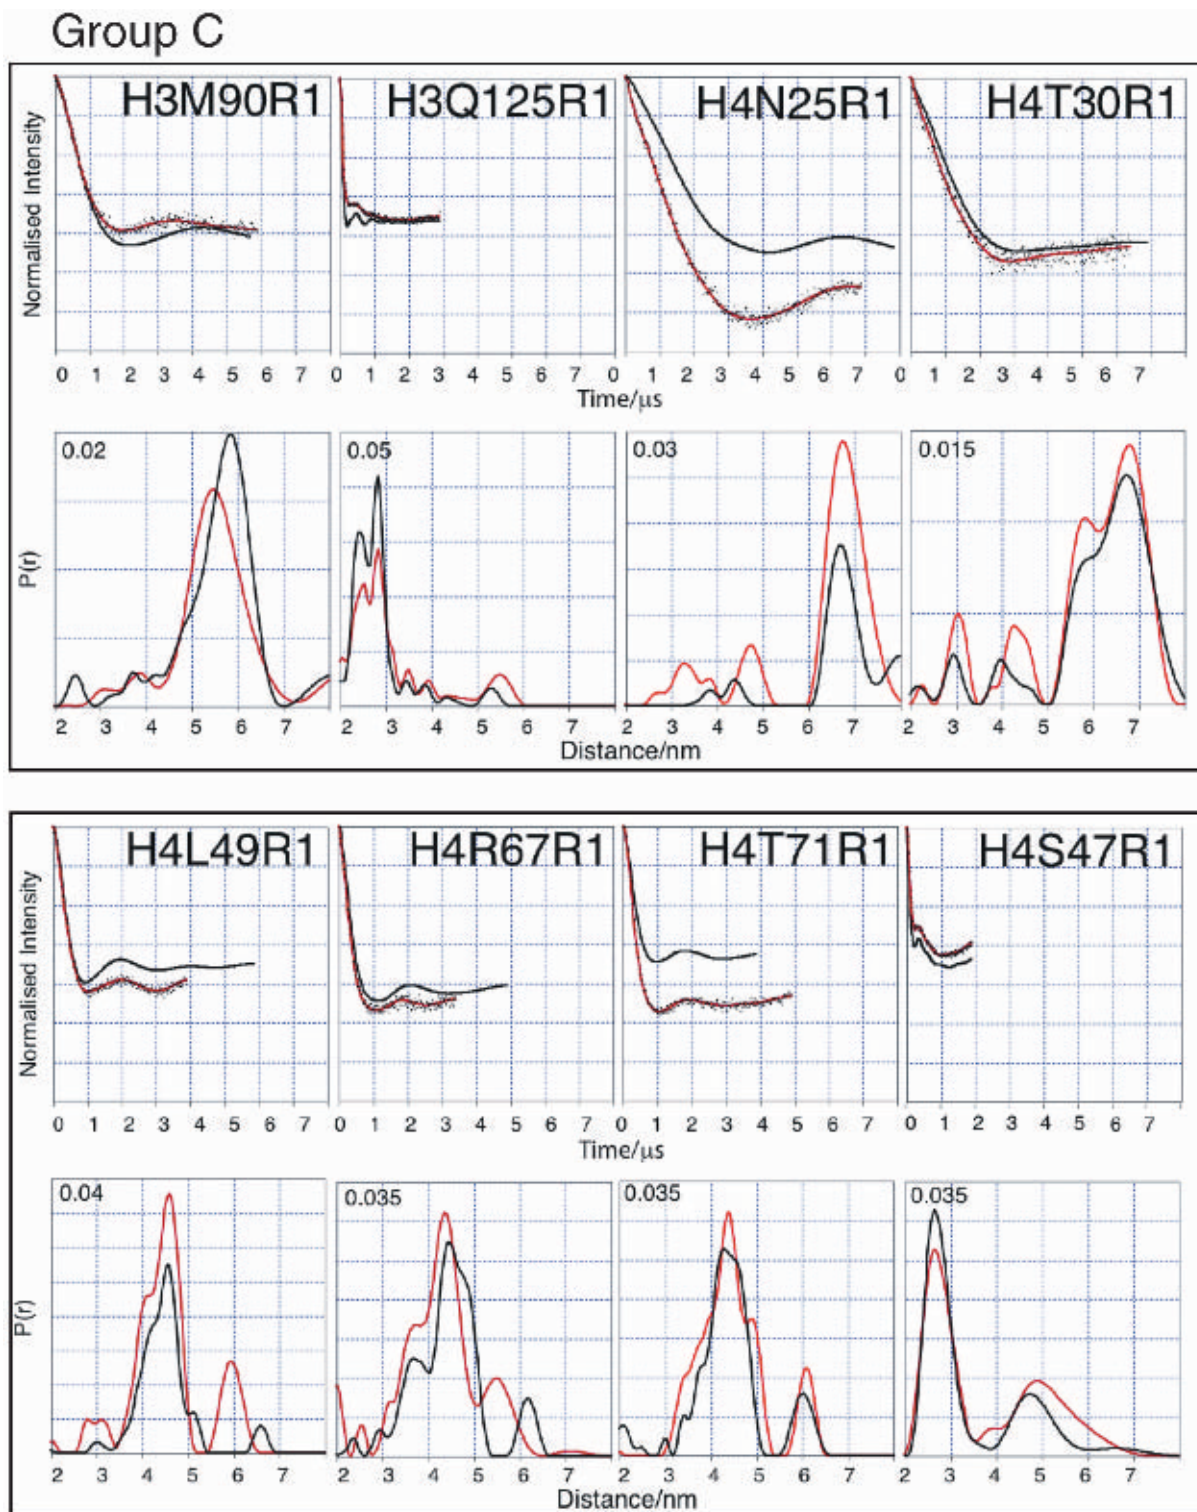 Group C
H3M90R1 H3Q125R1 H4N25R1 H4T30R1
Normalised Intensity
0 1 2 3 4 5 6 7 0 1 2 3 4 5 6 7 0 1 2 3 4 5 6 7 0 1 2 3 4 5 6 7
Time/μs
0.02 0.05 0.03 0.015
P(r)
2 3 4 5 6 7 2 3 4 5 6 7 2 3 4 5 6 7 2 3 4 5 6 7
Distance/nm
H4L49R1 H4R67R1 H4T71R1 H4S47R1
Normalised Intensity
0 1 2 3 4 5 6 7 0 1 2 3 4 5 6 7 0 1 2 3 4 5 6 7 0 1 2 3 4 5 6 7
Time/μs
0.04 0.035 0.035 0.035
P(r)
2 3 4 5 6 7 2 3 4 5 6 7 2 3 4 5 6 7 2 3 4 5 6 7
Distance/nm